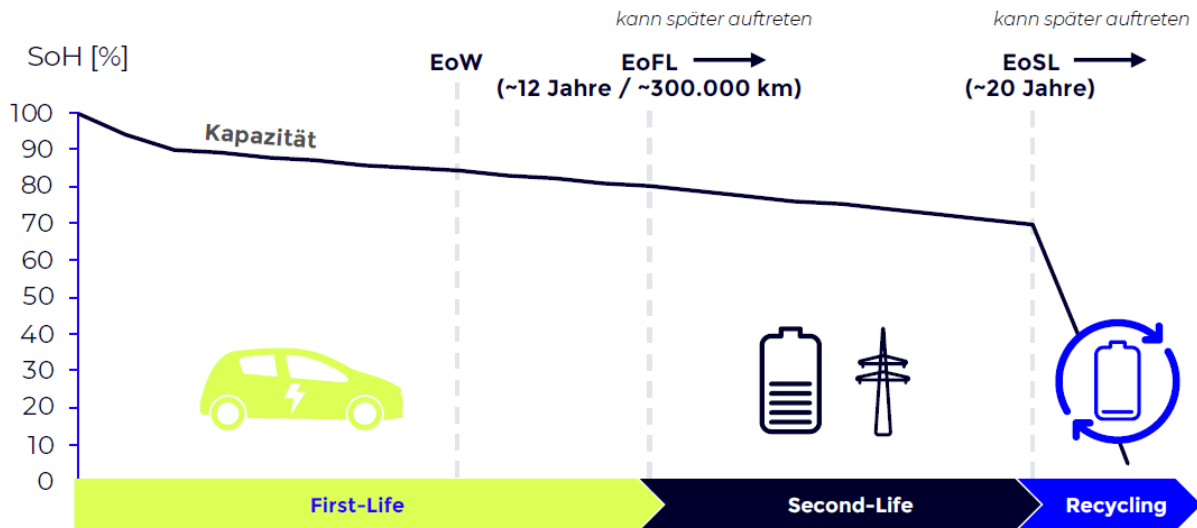 kann später auftreten
kann später auftreten
SoH [%]
EoW
EoFL
(~12 Jahre / ~300.000 km)
EoSL
(~20 Jahre)
100
90
80
70
60
50
40
30
20
10
0
Kapazität
First-Life
Second-Life
Recycling